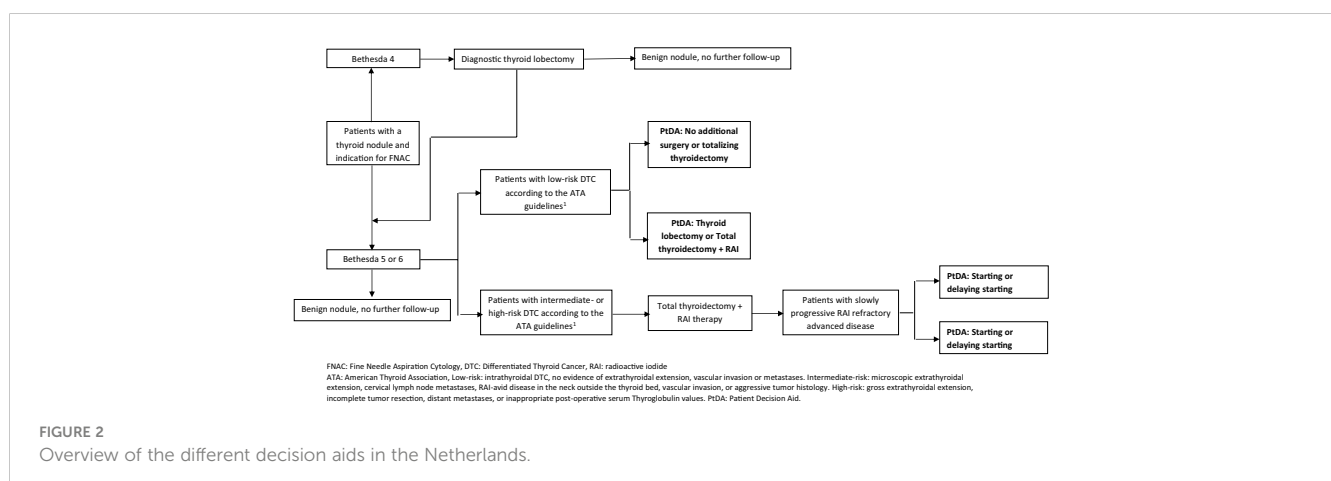 Bethesda 4
Diagnostic thyroid lobectomy
Benign nodule, no further follow-up
Patients with a
thyroid nodule and
indication for FNAC
PtDA: No additional
surgery or totalizing
thyroidectomy
Patients with low-risk DTC
according to the ATA
guidelines¹
PtDA: Thyroid
lobectomy or Total
thyroidectomy + RAI
Bethesda 5 or 6
Benign nodule, no further follow-up
Patients with intermediate- or
high-risk DTC according to the
ATA guidelines¹
Total thyroidectomy +
RAI therapy
Patients with slowly
progressive RAI refractory
advanced disease
PtDA: Starting or
delaying starting
PtDA: Starting or
delaying starting
FNAC: Fine Needle Aspiration Cytology, DTC: Differentiated Thyroid Cancer, RAI: radioactive iodide
ATA: American Thyroid Association, Low-risk: intrathyroidal DTC, no evidence of extrathyroidal extension, vascular invasion or metastases. Intermediate-risk: microscopic extrathyroidal
extension, cervical lymph node metastases, RAI-avid disease in the neck outside the thyroid bed, vascular invasion, or aggressive tumor histology. High-risk: gross extrathyroidal extension,
incomplete tumor resection, distant metastases, or inappropriate post-operative serum Thyroglobulin values. PtDA: Patient Decision Aid.
FIGURE 2
Overview of the different decision aids in the Netherlands.